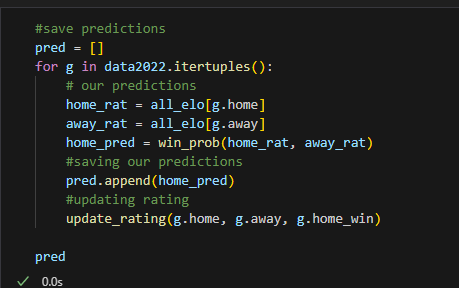 #save predictions
pred = []
for g in data2022.itertuples():
    # our predictions
    home_rat = all_elo[g.home]
    away_rat = all_elo[g.away]
    home_pred = win_prob(home_rat, away_rat)
    #saving our predictions
    pred.append(home_pred)
    #updating rating
    update_rating(g.home, g.away, g.home_win)
pred
0.0s